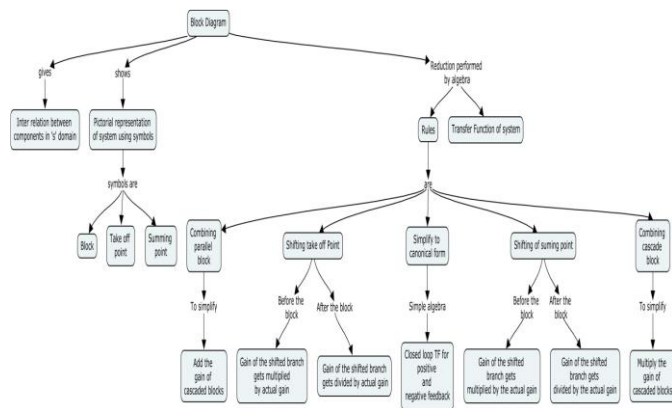 Block Diagram
gives
shows
Reduction performed
by algebra
Inter relation between
components in 's' domain
Pictorial representation
of system using symbols
Rules
Transfer Function of system
symbols are
are
Block
Take off
point
Summing
point
Combining
parallel
block
Shifting take off Point
Simplify to
canonical form
Shifting of suming point
Combining
cascade
block
To simplify
Before the
block
After the block
Simple algebra
Before the
block
After the
block
To simplify
Add the
gain of
cascaded blocks
Gain of the shifted branch
gets multiplied
by actual gain
Gain of the shifted branch
gets divided by actual gain
Closed loop TF for
positive
and
negative feedback
Gain of the shifted
branch gets
multiplied by the actual gain
Gain of the shifted
branch gets
divided by the actual gain
Multiply the
gain of
cascaded blocks